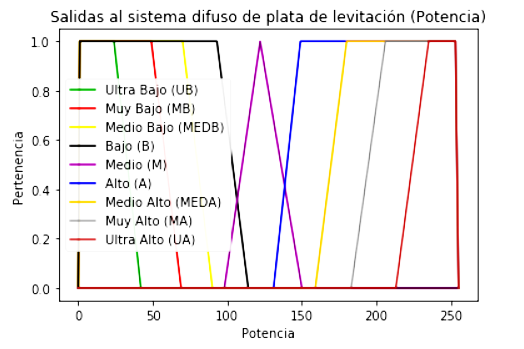 Salidas al sistema difuso de plata de levitación (Potencia)
1.0
0.8
0.6
0.4
0.2
0.0
Pertenencia
Ultra Bajo (UB)
Muy Bajo (MB)
Medio Bajo (MEDB)
Bajo (B)
Medio (M)
Alto (A)
Medio Alto (MEDA)
Muy Alto (MA)
Ultra Alto (UA)
0 50 100 150 200 250
Potencia